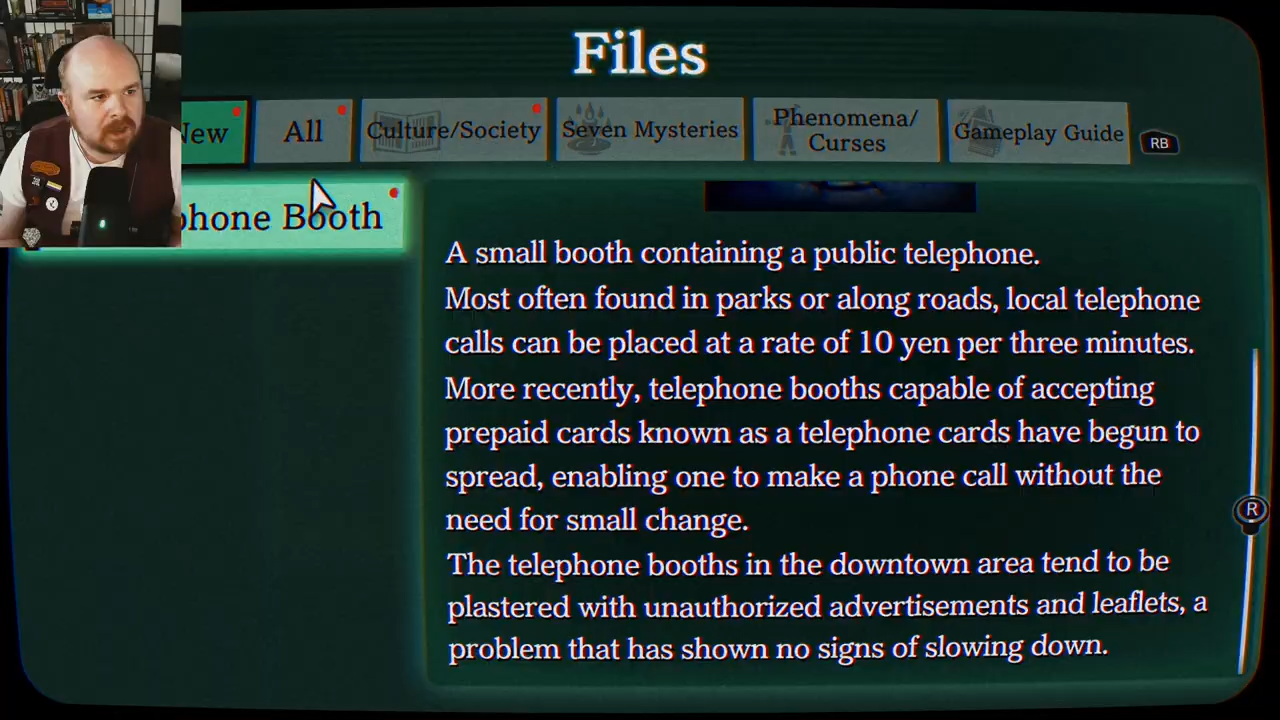 Files
New
All
Culture/Society
Seven Mysteries
Phenomena/
Curses
Gameplay Guide
RB
phone Booth
A small booth containing a public telephone.
Most often found in parks or along roads, local telephone
calls can be placed at a rate of 10 yen per three minutes.
More recently, telephone booths capable of accepting
prepaid cards known as a telephone cards have begun to
spread, enabling one to make a phone call without the
need for small change.
The telephone booths in the downtown area tend to be
plastered with unauthorized advertisements and leaflets, a
problem that has shown no signs of slowing down.
R